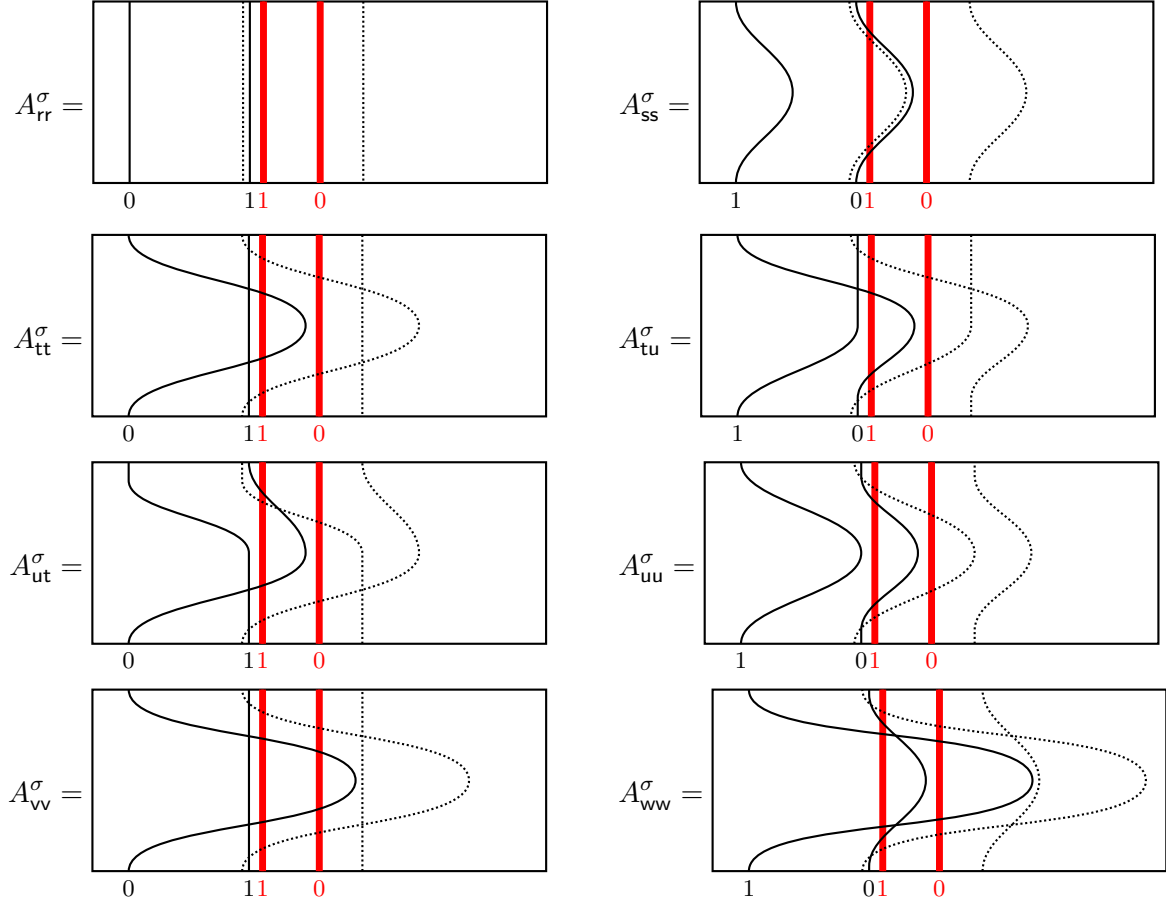 A^σ_rr =
0 1 1 0
A^σ_ss =
1 0 1 0
A^σ_tt =
0 1 1 0
A^σ_tu =
1 0 1 0
A^σ_ut =
0 1 1 0
A^σ_uu =
1 0 1 0
A^σ_vv =
0 1 1 0
A^σ_ww =
1 0 1 0